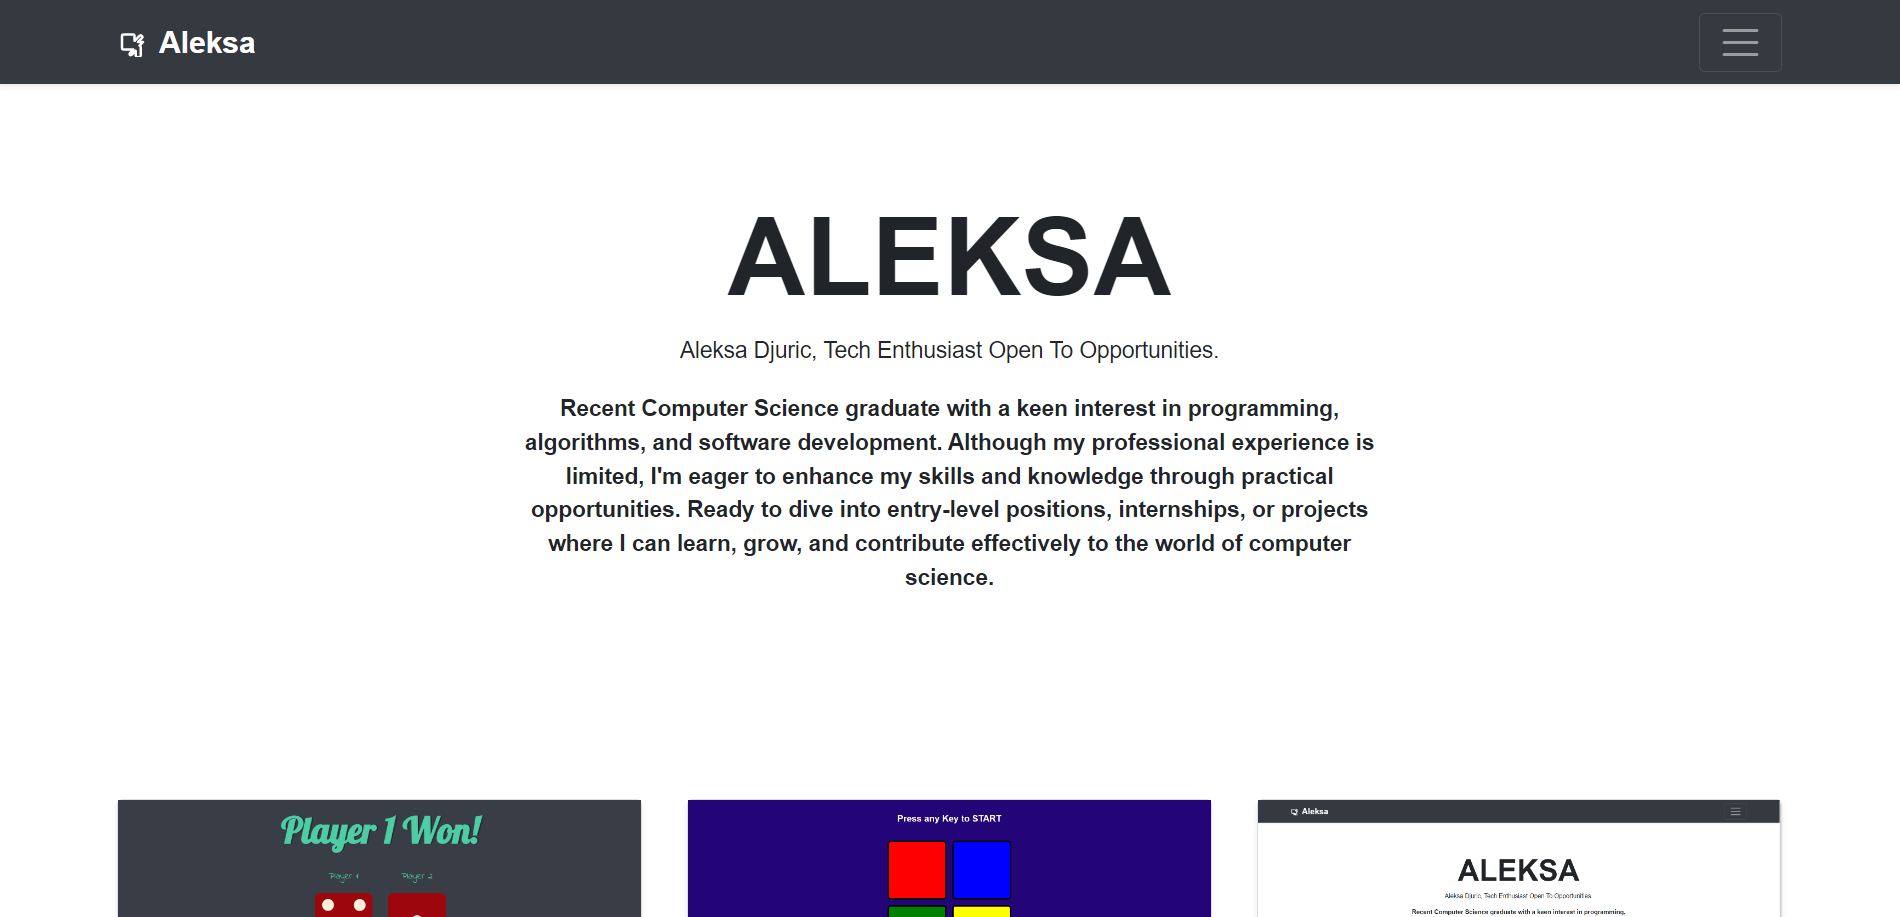 Aleksa
ALEKSA
Aleksa Djuric, Tech Enthusiast Open To Opportunities.
Recent Computer Science graduate with a keen interest in programming,
algorithms, and software development. Although my professional experience is
limited, I'm eager to enhance my skills and knowledge through practical
opportunities. Ready to dive into entry-level positions, internships, or projects
where I can learn, grow, and contribute effectively to the world of computer
science.
Player 1 Won!
Player 1 Player 2
Press any Key to START
Aleksa
ALEKSA
Aleksa Djuric, Tech Enthusiast Open To Opportunities.
Recent Computer Science graduate with a keen interest in programming,